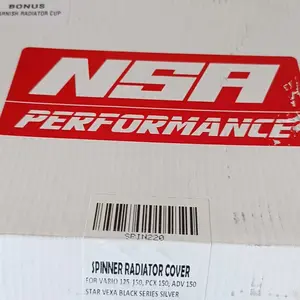 BONUS
RADIATOR CUP
NSA
PERFORMANCE
SPIN220
SPINNER RADIATOR COVER
FOR VARIO 125-150, PCX 150, ADV 150
STAR VEXA BLACK SERIES SILVER